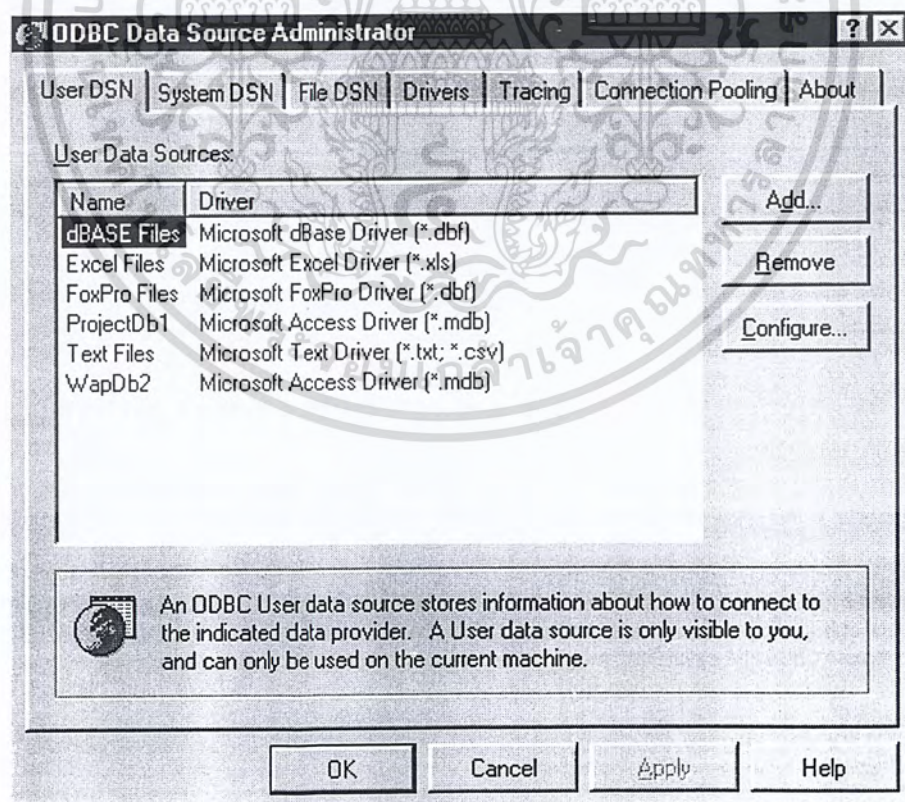 ODBC Data Source Administrator
User DSN System DSN File DSN Drivers Tracing Connection Pooling About
User Data Sources:
Name Driver
dBASE Files Microsoft dBase Driver (*.dbf)
Excel Files Microsoft Excel Driver (*.xls)
FoxPro Files Microsoft FoxPro Driver (*.dbf)
ProjectDb1 Microsoft Access Driver (*.mdb)
Text Files Microsoft Text Driver (*.txt; *.csv)
WapDb2 Microsoft Access Driver (*.mdb)
Add...
Remove
Configure...
An ODBC User data source stores information about how to connect to
the indicated data provider. A User data source is only visible to you,
and can only be used on the current machine.
OK Cancel Apply Help